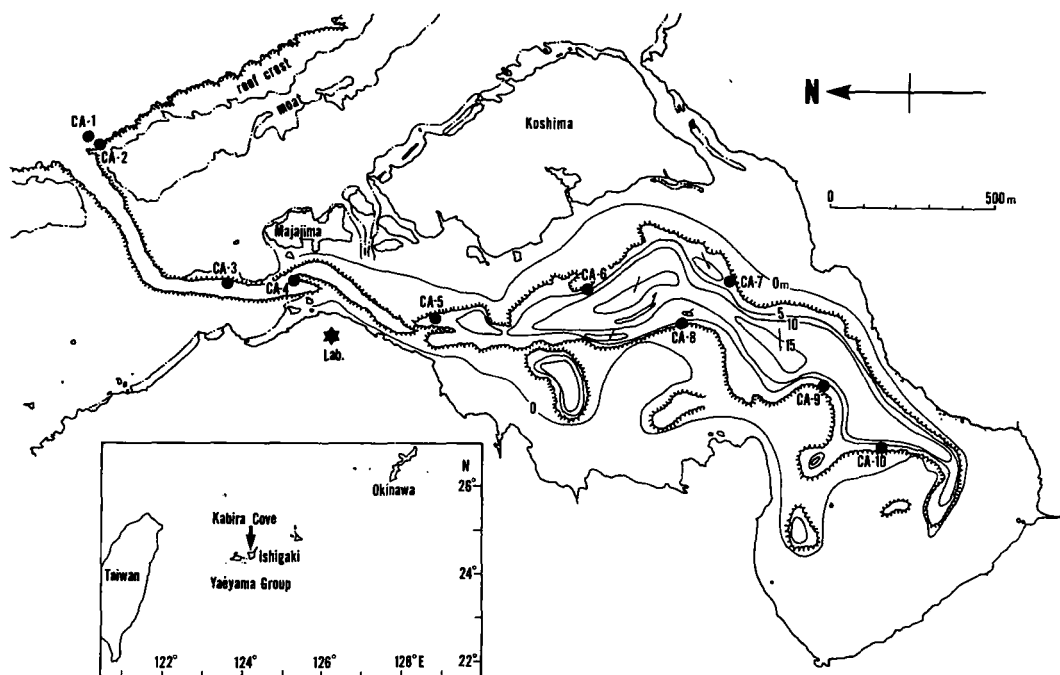 reef crest
moat
CA-1
CA-2
Koshima
N
0 500m
Majajima
CA-3
CA-4
CA-5
CA-6
CA-7
0m
5
10
15
CA-8
Lab.
0
CA-9
CA-10
N
Okinawa
26°
Kabira Cove
Ishigaki
Yaeyama Group
Taiwan
24°
122° 124° 126° 128°E 22°